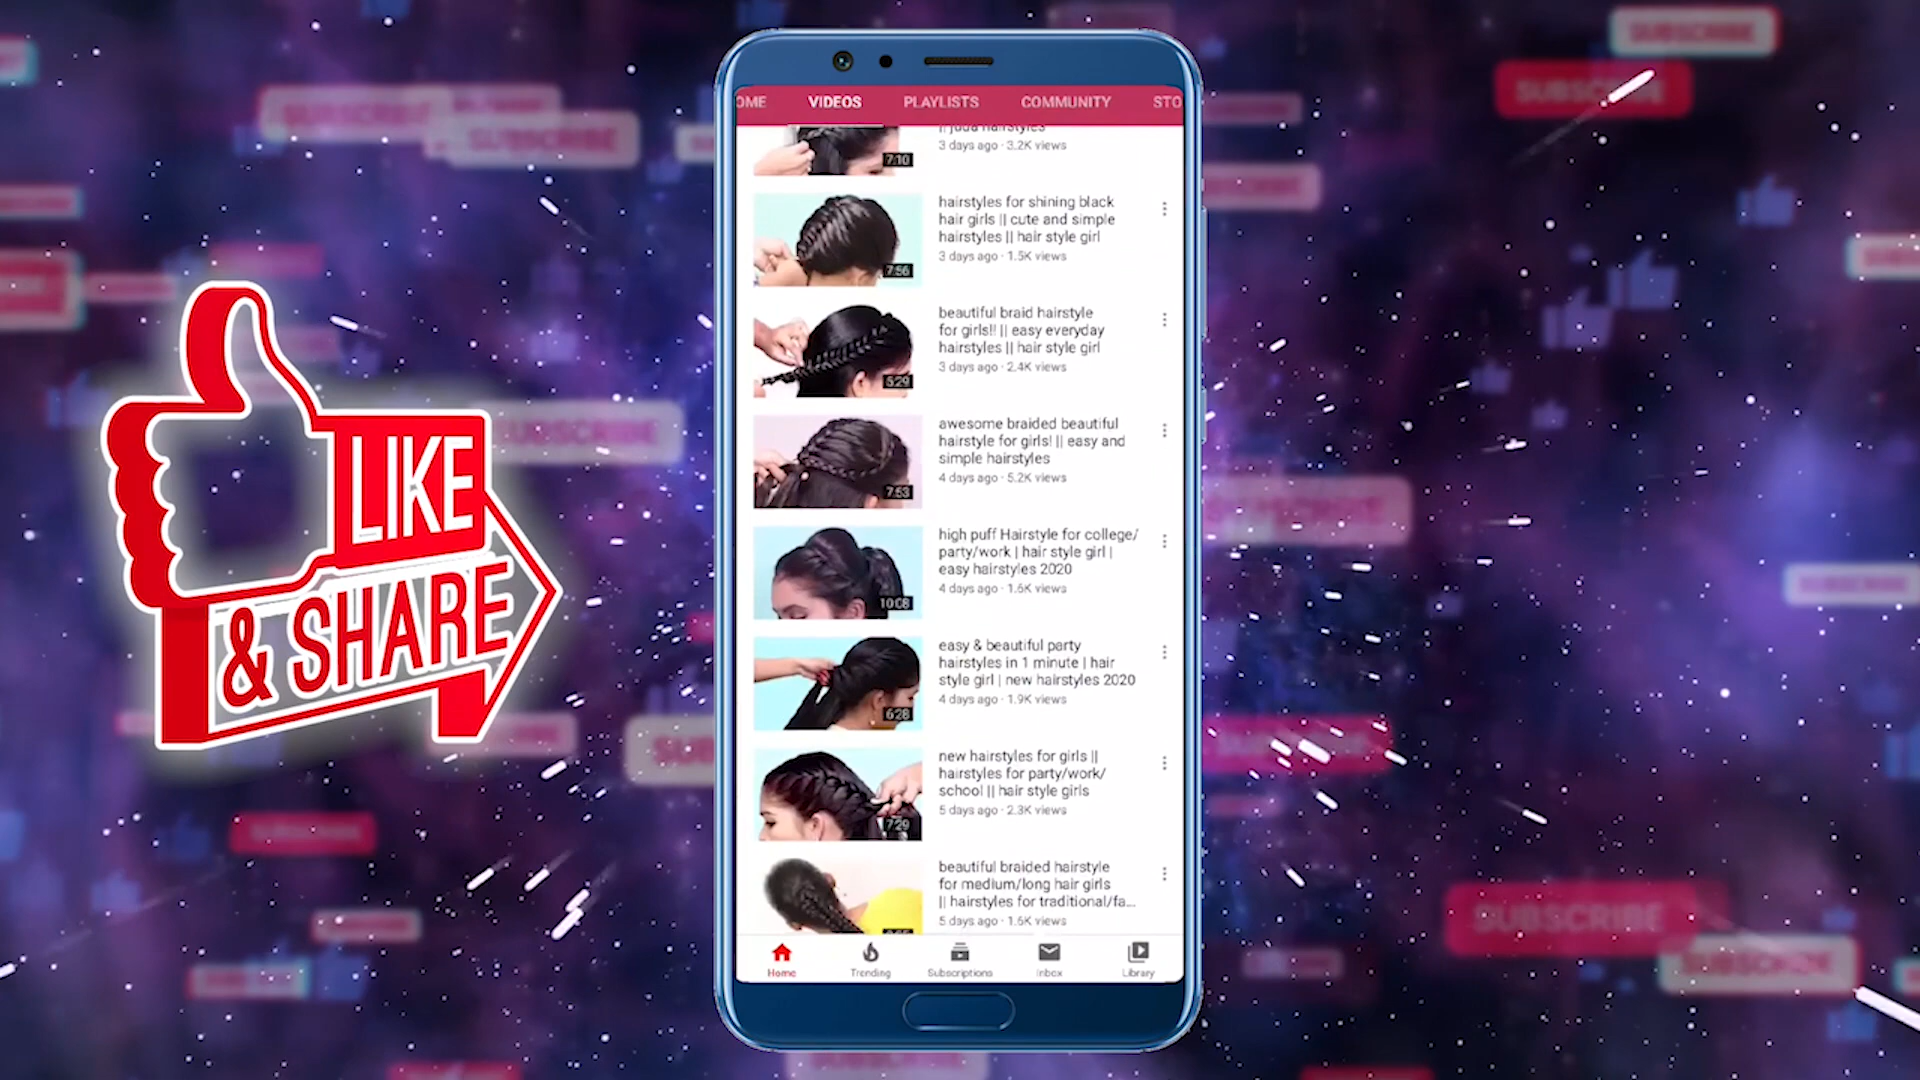 LIKE
& SHARE
OME VIDEOS PLAYLISTS COMMUNITY STO
|| juda hairstyles
3 days ago · 3.2K views
7:10
hairstyles for shining black
hair girls || cute and simple
hairstyles || hair style girl
3 days ago · 1.5K views
7:56
beautiful braid hairstyle
for girls!! || easy everyday
hairstyles || hair style girl
3 days ago · 2.4K views
5:29
awesome braided beautiful
hairstyle for girls! || easy and
simple hairstyles
4 days ago · 5.2K views
7:53
high puff Hairstyle for college/
party/work | hair style girl |
easy hairstyles 2020
4 days ago · 1.6K views
10:08
easy & beautiful party
hairstyles in 1 minute | hair
style girl | new hairstyles 2020
4 days ago · 1.9K views
6:28
new hairstyles for girls ||
hairstyles for party/work/
school || hair style girls
5 days ago · 2.3K views
7:29
beautiful braided hairstyle
for medium/long hair girls
|| hairstyles for traditional/fa...
5 days ago · 1.6K views
Home Trending Subscriptions Inbox Library
SUBSCRIBE
SUBSCRIBE
SUBSCRIBE
SUBSCRIBE
SUBSCRIBE
SUBSCRIBE